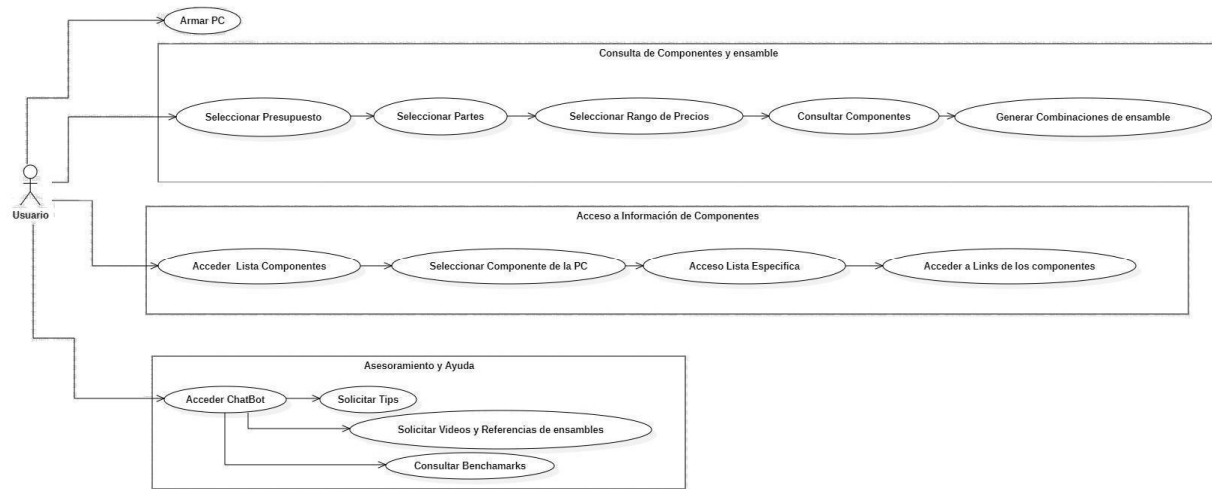 Armar PC
Consulta de Componentes y ensamble
Seleccionar Presupuesto
Seleccionar Partes
Seleccionar Rango de Precios
Consultar Componentes
Generar Combinaciones de ensamble
Usuario
Acceso a Información de Componentes
Acceder Lista Componentes
Seleccionar Componente de la PC
Acceso Lista Especifica
Acceder a Links de los componentes
Asesoramiento y Ayuda
Acceder ChatBot
Solicitar Tips
Solicitar Videos y Referencias de ensambles
Consultar Benchamarks